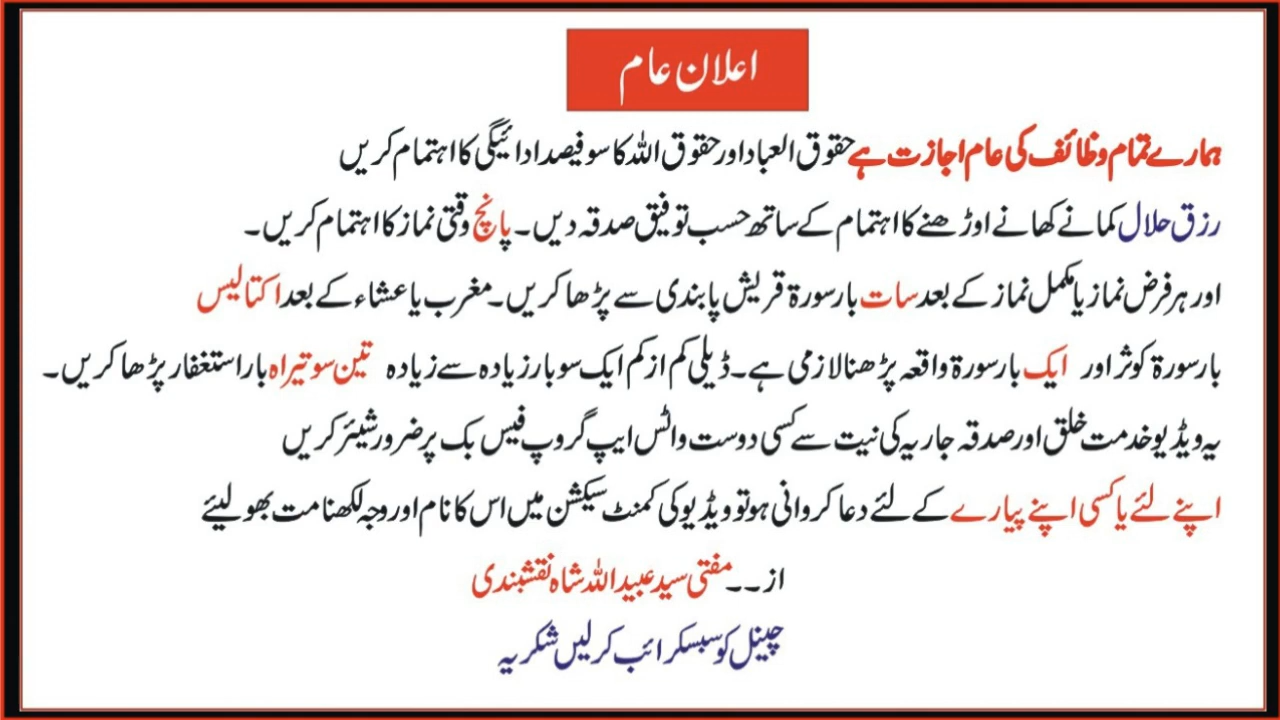 اعلان عام
ہمارے تمام وظائف کی عام اجازت ہے حقوق العباد اور حقوق اللہ کا سو فیصد ادائیگی کا اہتمام کریں
رزق حلال کمانے کھانے اوڑھنے کا اہتمام کے ساتھ حسب توفیق صدقہ دیں۔ پانچ وقتی نماز کا اہتمام کریں۔
اور ہر فرض نماز یا مکمل نماز کے بعد سات بار سورۃ قریش پابندی سے پڑھا کریں۔ مغرب یا عشاء کے بعد اکتالیس
بار سورۃ کوثر اور ایک بار سورۃ واقعہ پڑھنا لازمی ہے۔ ڈیلی کم از کم ایک سو بار زیادہ سے زیادہ تین سو تیراہ بار استغفار پڑھا کریں۔
یہ ویڈیو خدمت خلق اور صدقہ جاریہ کی نیت سے کسی دوست واٹس ایپ گروپ فیس بک پر ضرور شیئر کریں
اپنے لئے یا کسی اپنے پیارے کے لئے دعا کروانی ہو تو ویڈیو کی کمنٹ سیکشن میں اس کا نام اور وجہ لکھنا مت بھولیئے
از۔۔ مفتی سید عبید اللہ شاہ نقشبندی
چینل کو سبسکرائب کر لیں شکریہ